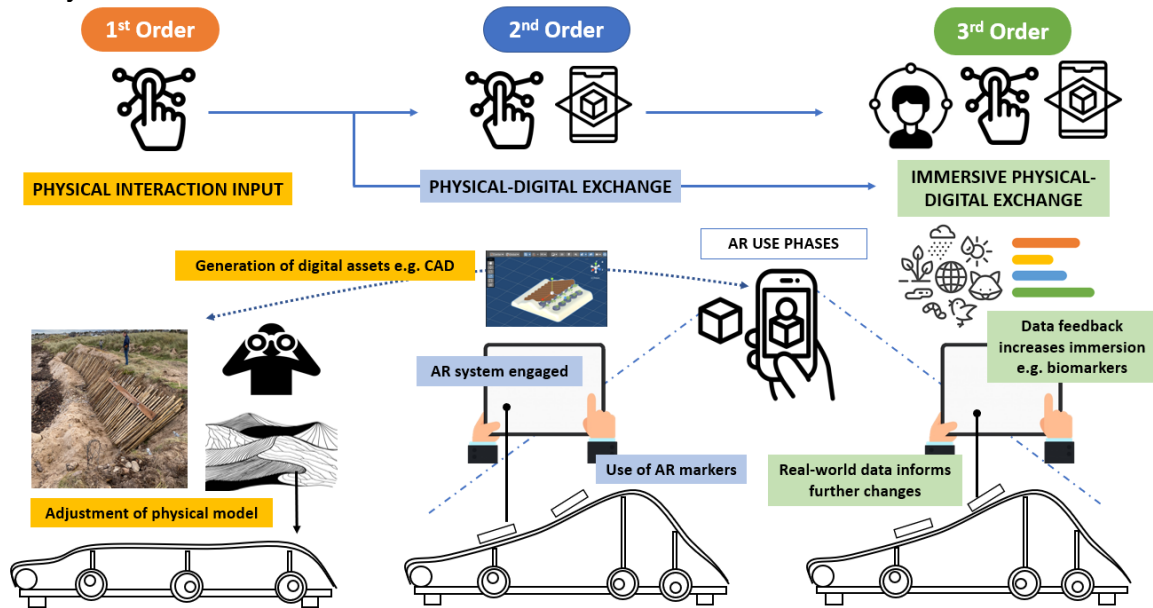 1st Order
2nd Order
3rd Order
PHYSICAL INTERACTION INPUT
PHYSICAL-DIGITAL EXCHANGE
IMMERSIVE PHYSICAL-
DIGITAL EXCHANGE
AR USE PHASES
Generation of digital assets e.g. CAD
AR system engaged
Data feedback
increases immersion
e.g. biomarkers
Use of AR markers
Real-world data informs
further changes
Adjustment of physical model